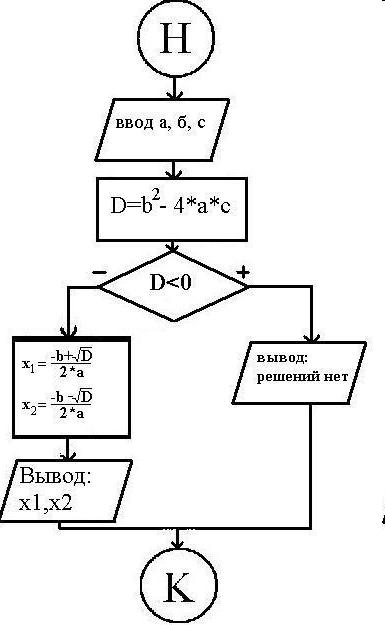 Н
ввод а, б, с
D=b²- 4*a*c
D<0
–
+
x₁= -b+√D
2*a
x₂= -b -√D
2*a
вывод:
решений нет
Вывод:
x1,x2
К